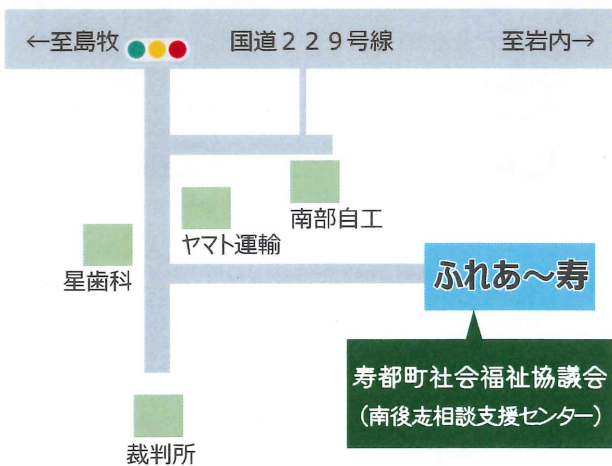 ←至島牧 国道229号線 至岩内→
南部自工
ヤマト運輸
星歯科
ふれあ~寿
寿都町社会福祉協議会
(南後志相談支援センター)
裁判所